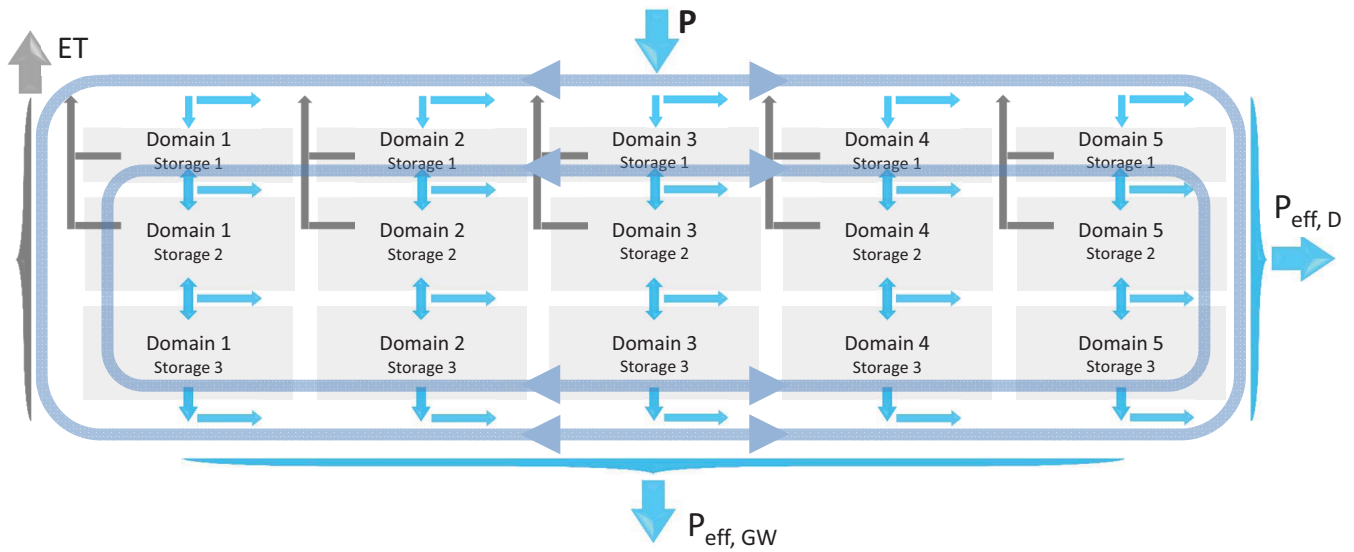 P
ET
Domain 1
Storage 1
Domain 2
Storage 1
Domain 3
Storage 1
Domain 4
Storage 1
Domain 5
Storage 1
Domain 1
Storage 2
Domain 2
Storage 2
Domain 3
Storage 2
Domain 4
Storage 2
Domain 5
Storage 2
Peff, D
Domain 1
Storage 3
Domain 2
Storage 3
Domain 3
Storage 3
Domain 4
Storage 3
Domain 5
Storage 3
Peff, GW